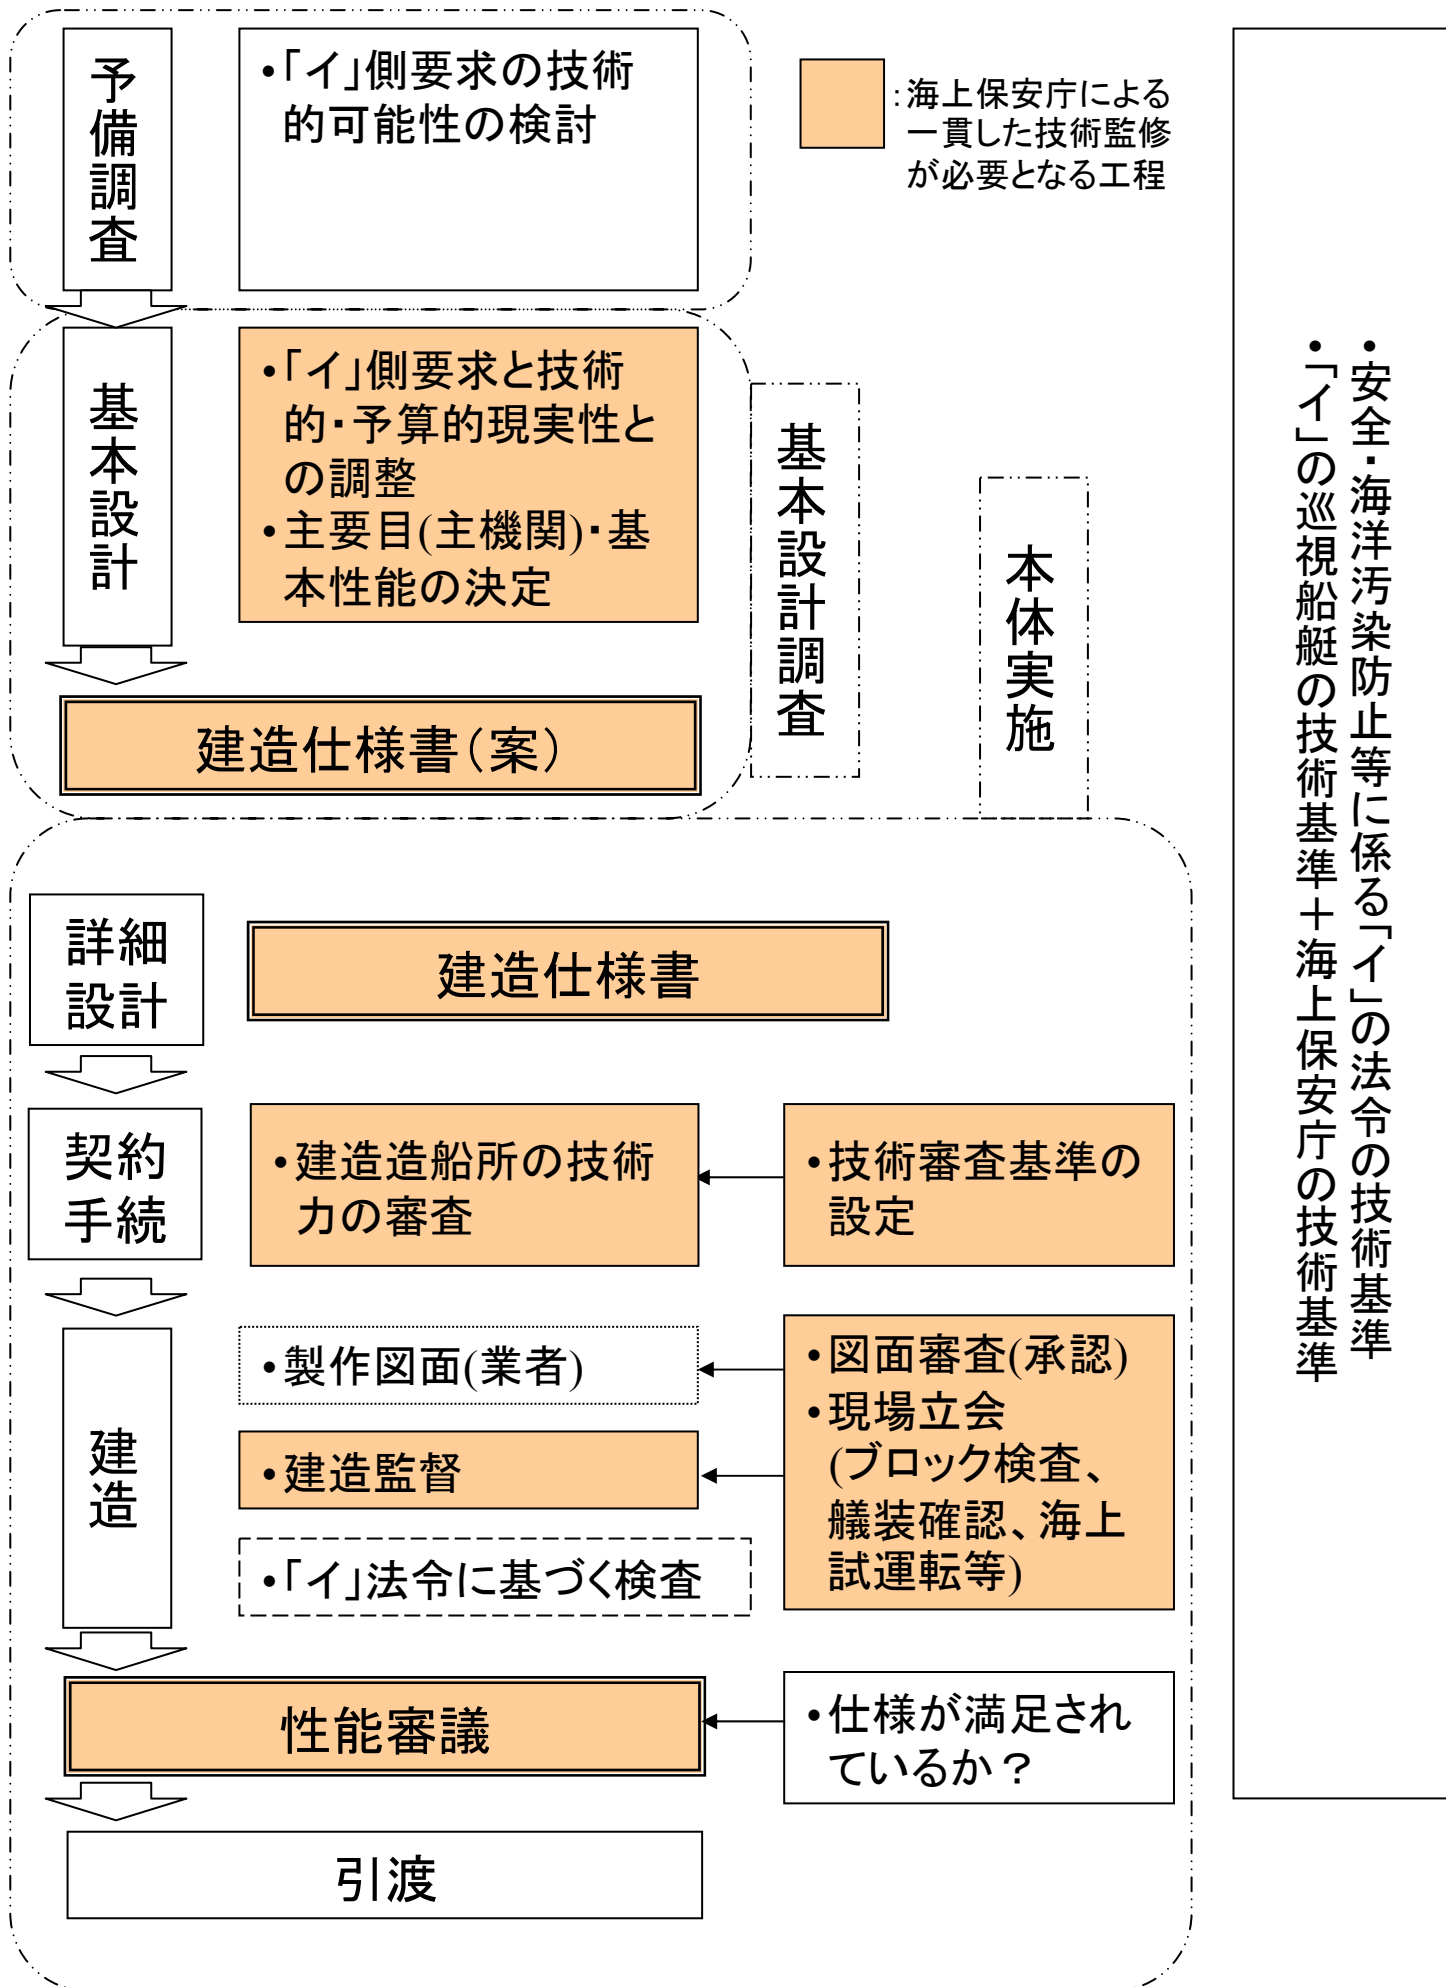 予備調査
•「イ」側要求の技術
的可能性の検討
:海上保安庁による
一貫した技術監修
が必要となる工程
基本設計
•「イ」側要求と技術
的・予算的現実性と
の調整
•主要目(主機関)・基
本性能の決定
建造仕様書(案)
基本設計調査
本体実施
・安全・海洋汚染防止等に係る「イ」の法令の技術基準
・「イ」の巡視船艇の技術基準+海上保安庁の技術基準
詳細
設計
建造仕様書
契約
手続
•建造造船所の技術
力の審査
•技術審査基準の
設定
建造
•製作図面(業者)
•建造監督
•「イ」法令に基づく検査
•図面審査(承認)
•現場立会
(ブロック検査、
艤装確認、海上
試運転等)
性能審議
•仕様が満足され
ているか?
引渡